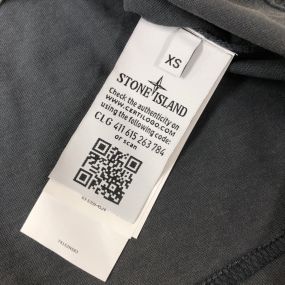 XS
STONE ISLAND
Check the authenticity on
WWW.CERTILOGO.COM
using the following code:
CLG 411 615 263 784
or scan